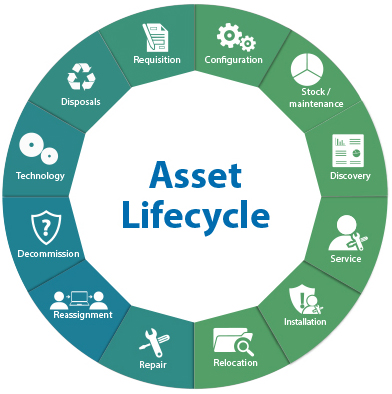 Requisition
Configuration
Stock /
maintenance
Discovery
Service
Installation
Relocation
Repair
Reassignment
Decommission
?
Technology
Disposals
Asset
Lifecycle